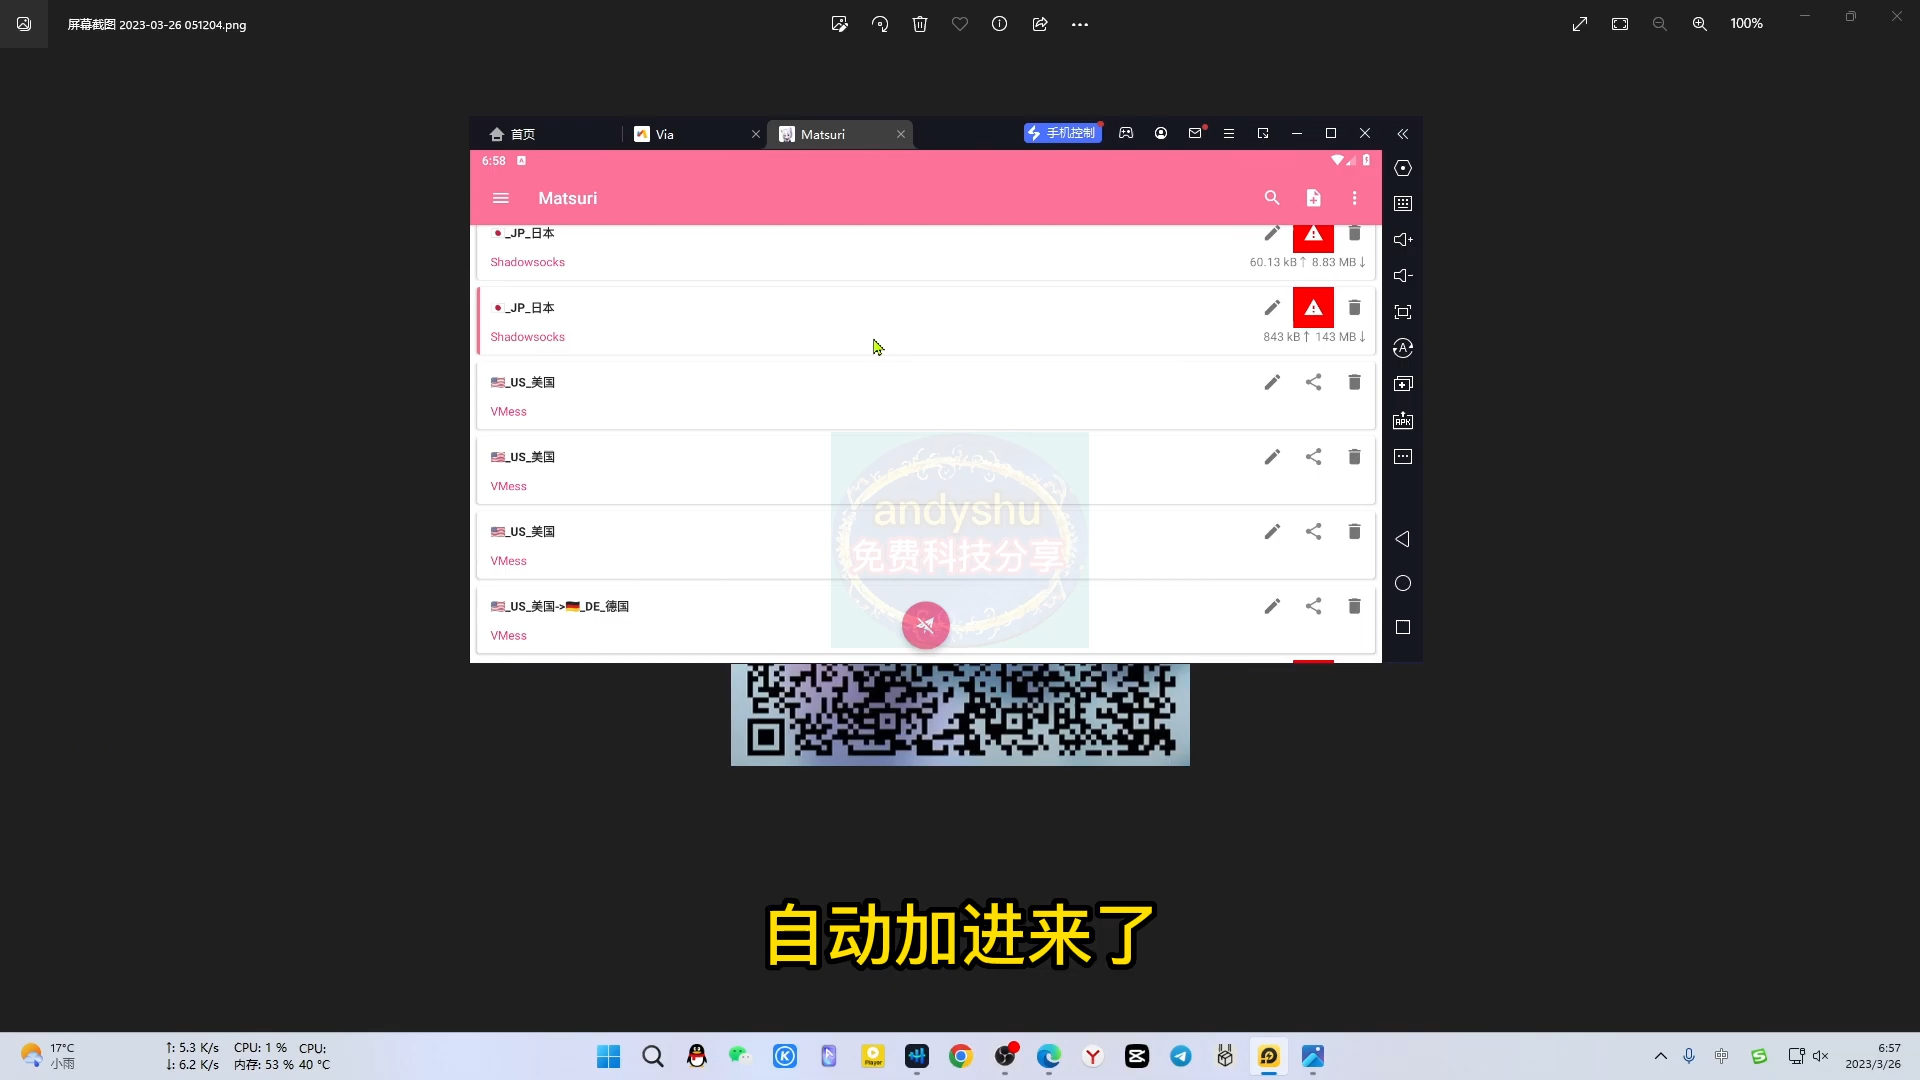 屏幕截图 2023-03-26 051204.png
100%
首页
Via
Matsuri
手机控制
6:58
Matsuri
_JP_日本
Shadowsocks
60.13 kB↑ 8.83 MB↓
_JP_日本
Shadowsocks
843 kB↑ 143 MB↓
_US_美国
VMess
_US_美国
VMess
_US_美国
VMess
_US_美国->_DE_德国
VMess
andyshu
免费科技分享
APK
自动加进来了
17°C
小雨
↑: 5.3 K/s CPU: 1 % CPU:
↓: 6.2 K/s 内存: 53 % 40 °C
Player
中
6:57
2023/3/26